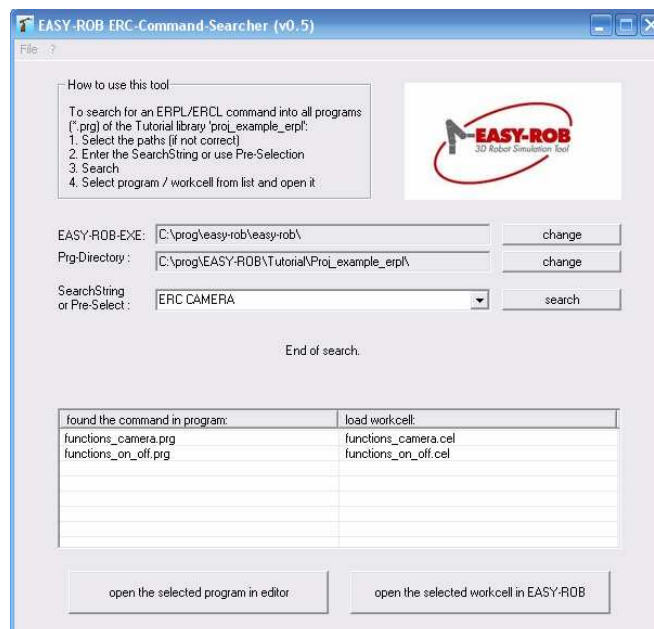 EASY-ROB ERC-Command-Searcher (v0.5)
File ?
How to use this tool
To search for an ERPL/ERCL command into all programs
(*.prg) of the Tutorial library 'proj_example_erpl':
1. Select the paths (if not correct)
2. Enter the SearchString or use Pre-Selection
3. Search
4. Select program / workcell from list and open it
EASY-ROB
3D Robot Simulation Tool
EASY-ROB-EXE: C:\prog\easy-rob\easy-rob\ change
Prg-Directory : C:\prog\EASY-ROB\Tutorial\Proj_example_erpl\ change
SearchString
or Pre-Select : ERC CAMERA search
End of search.
found the command in program: load workcell:
functions_camera.prg functions_camera.cel
functions_on_off.prg functions_on_off.cel
open the selected program in editor open the selected workcell in EASY-ROB